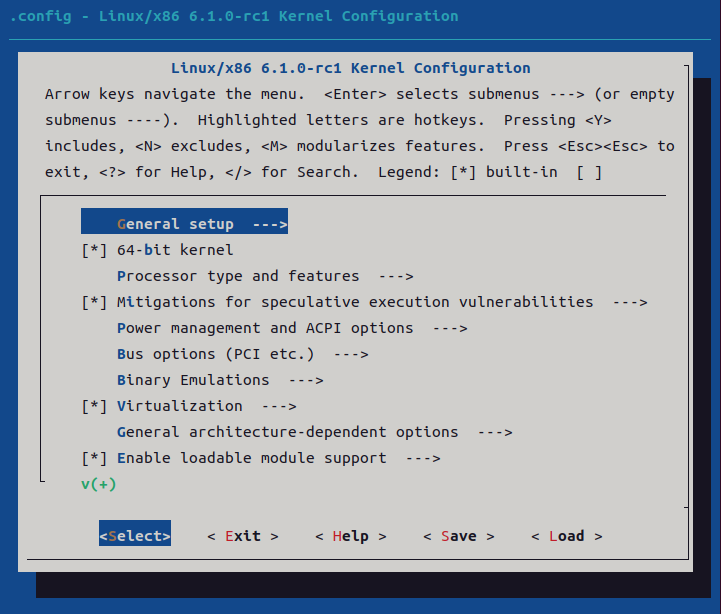 .config - Linux/x86 6.1.0-rc1 Kernel Configuration
Linux/x86 6.1.0-rc1 Kernel Configuration
Arrow keys navigate the menu.  <Enter> selects submenus ---> (or empty
submenus ----).  Highlighted letters are hotkeys.  Pressing <Y>
includes, <N> excludes, <M> modularizes features.  Press <Esc><Esc> to
exit, <?> for Help, </> for Search.  Legend: [*] built-in  [ ]
General setup  --->
[*] 64-bit kernel
Processor type and features  --->
[*] Mitigations for speculative execution vulnerabilities  --->
Power management and ACPI options  --->
Bus options (PCI etc.)  --->
Binary Emulations  --->
[*] Virtualization  --->
General architecture-dependent options  --->
[*] Enable loadable module support  --->
v(+)
<Select>    < Exit >    < Help >    < Save >    < Load >